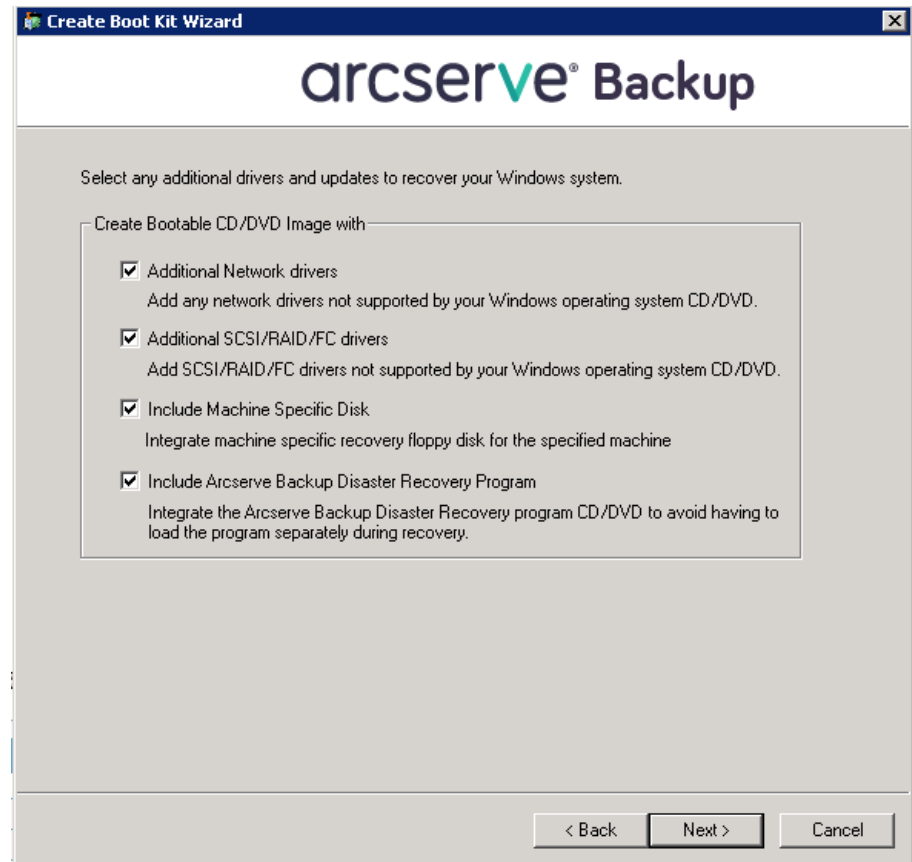 Create Boot Kit Wizard
arcserve® Backup
Select any additional drivers and updates to recover your Windows system.
Create Bootable CD/DVD Image with
Additional Network drivers
Add any network drivers not supported by your Windows operating system CD/DVD.
Additional SCSI/RAID/FC drivers
Add SCSI/RAID/FC drivers not supported by your Windows operating system CD/DVD.
Include Machine Specific Disk
Integrate machine specific recovery floppy disk for the specified machine
Include Arcserve Backup Disaster Recovery Program
Integrate the Arcserve Backup Disaster Recovery program CD/DVD to avoid having to
load the program separately during recovery.
< Back Next > Cancel